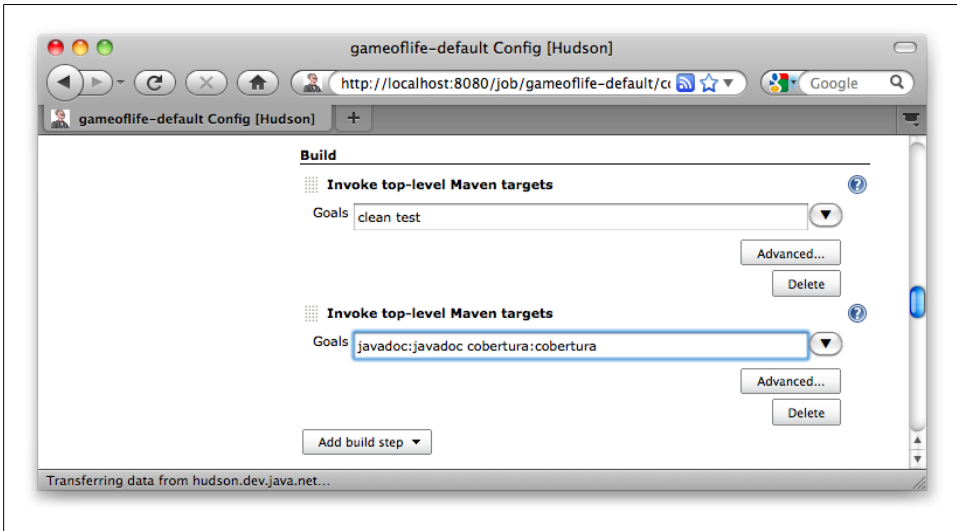 gameoflife-default Config [Hudson]
http://localhost:8080/job/gameoflife-default/co
Google
gameoflife-default Config [Hudson]
Build
Invoke top-level Maven targets
Goals clean test
Advanced...
Delete
Invoke top-level Maven targets
Goals javadoc:javadoc cobertura:cobertura
Advanced...
Delete
Add build step
Transferring data from hudson.dev.java.net...